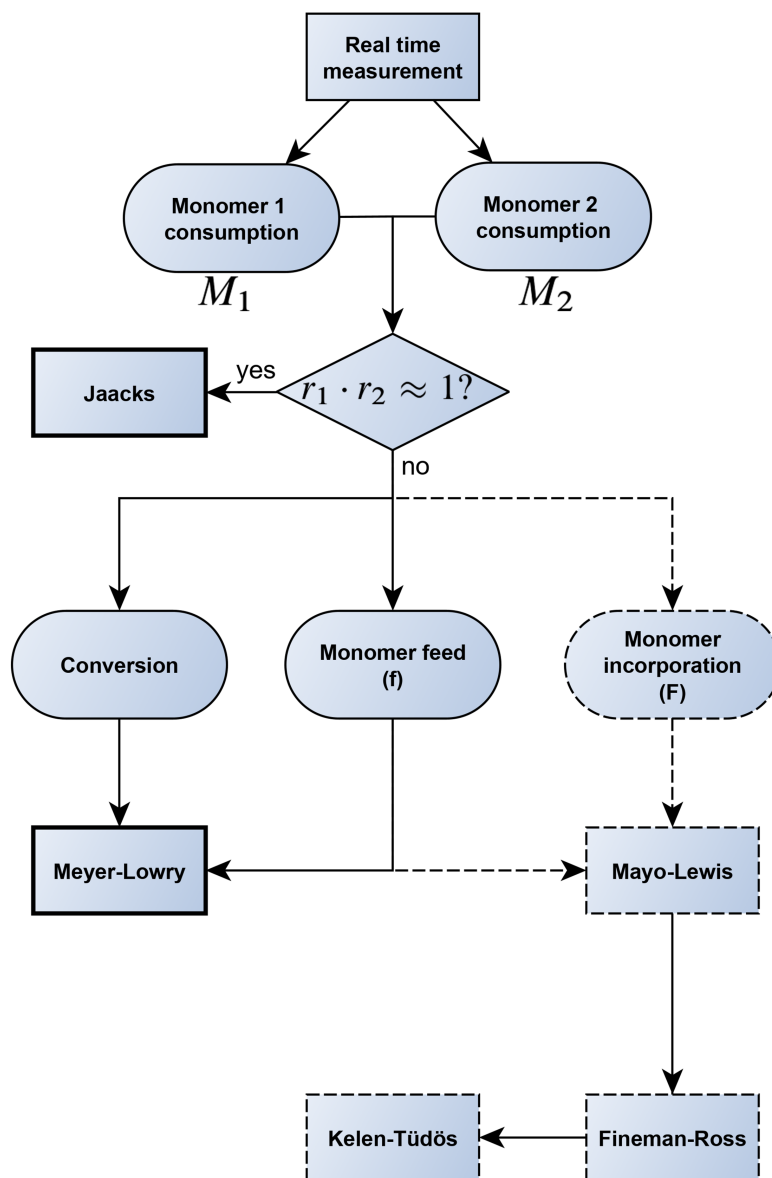 Real time
measurement
Monomer 1
consumption
Monomer 2
consumption
M₁
M₂
Jaacks
yes
r₁ · r₂ ≈ 1?
no
Conversion
Monomer feed
(f)
Monomer
incorporation
(F)
Meyer-Lowry
Mayo-Lewis
Kelen-Tüdös
Fineman-Ross